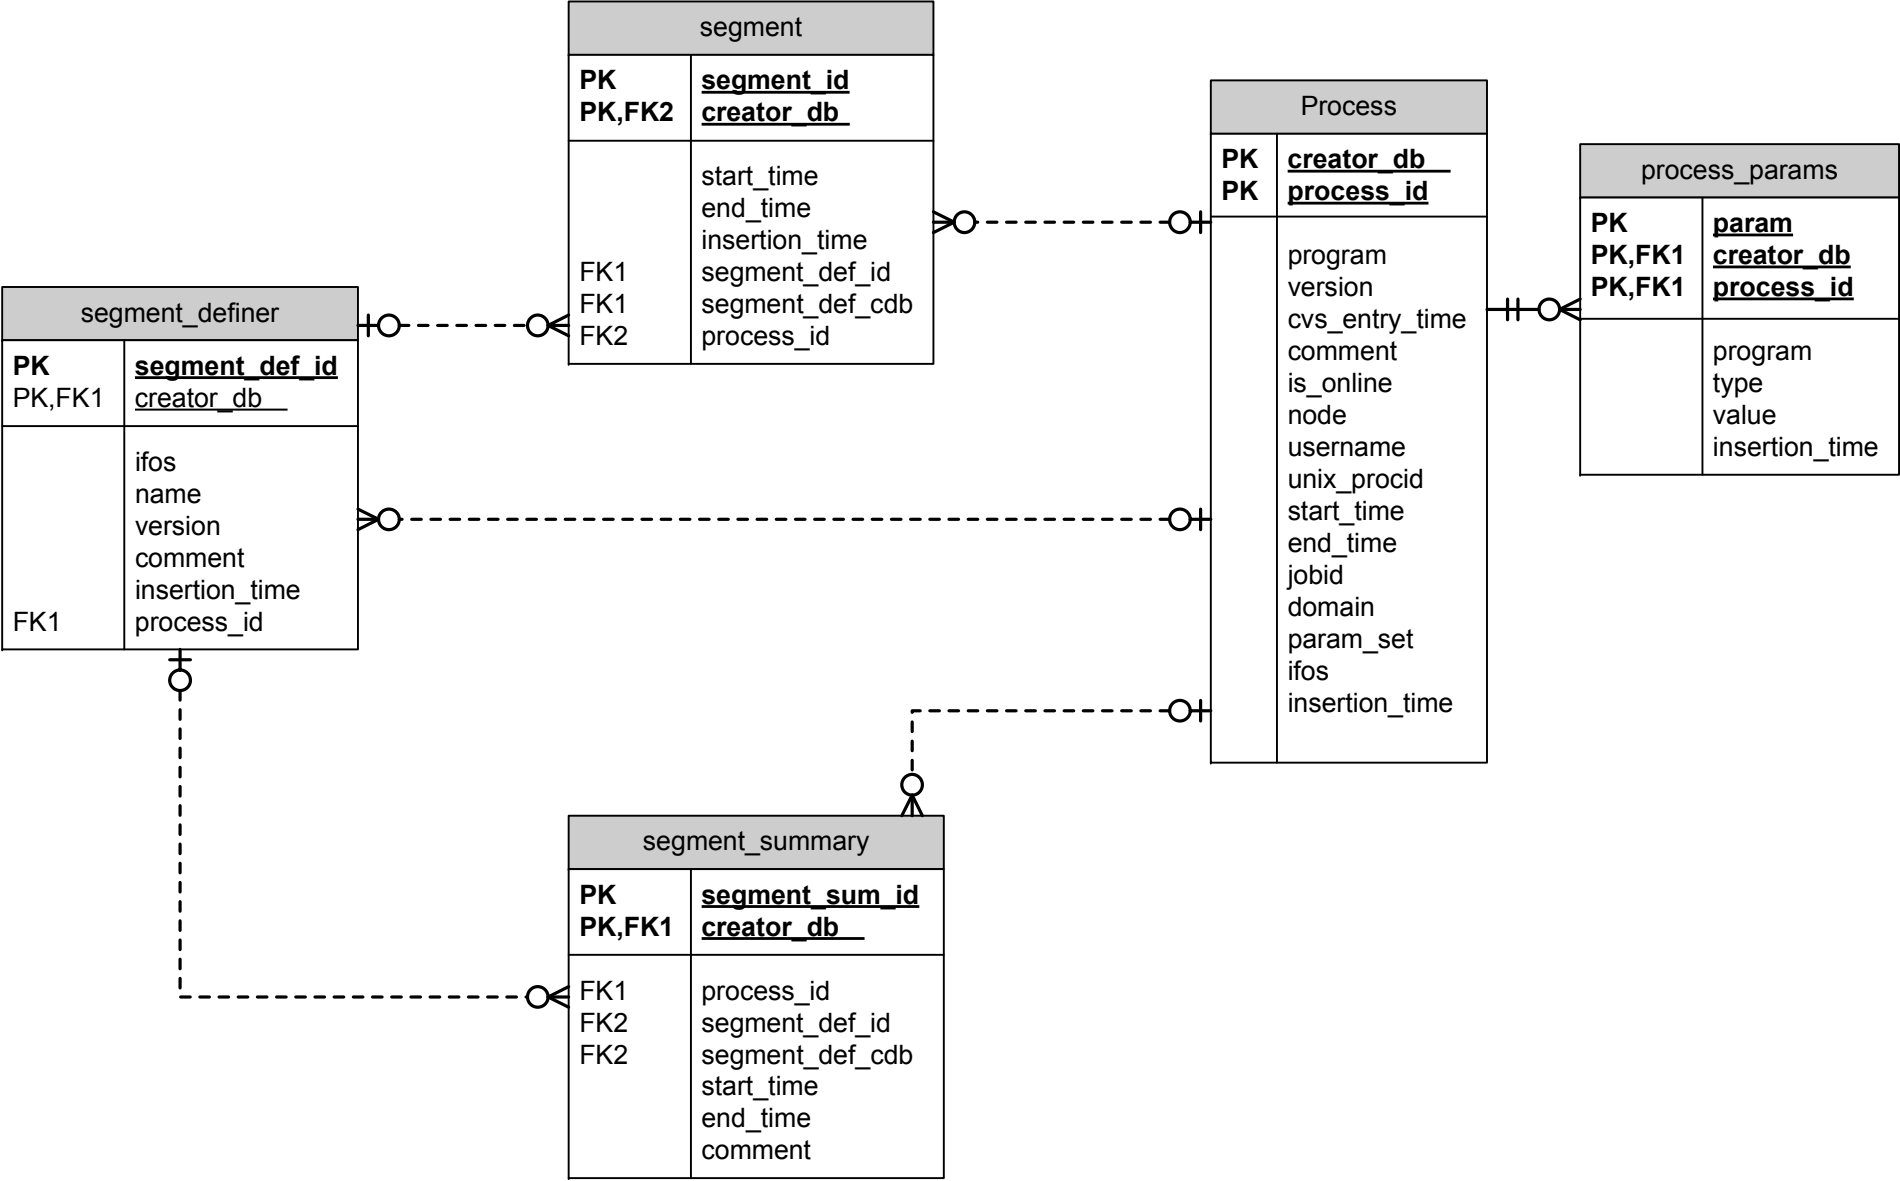 segment
PK segment_id
PK,FK2 creator_db
start_time
end_time
insertion_time
FK1 segment_def_id
FK1 segment_def_cdb
FK2 process_id
Process
PK creator_db
PK process_id
program
version
cvs_entry_time
comment
is_online
node
username
unix_procid
start_time
end_time
jobid
domain
param_set
ifos
insertion_time
process_params
PK param
PK,FK1 creator_db
PK,FK1 process_id
program
type
value
insertion_time
segment_definer
PK segment_def_id
PK,FK1 creator_db
ifos
name
version
comment
insertion_time
FK1 process_id
segment_summary
PK segment_sum_id
PK,FK1 creator_db
FK1 process_id
FK2 segment_def_id
FK2 segment_def_cdb
start_time
end_time
comment